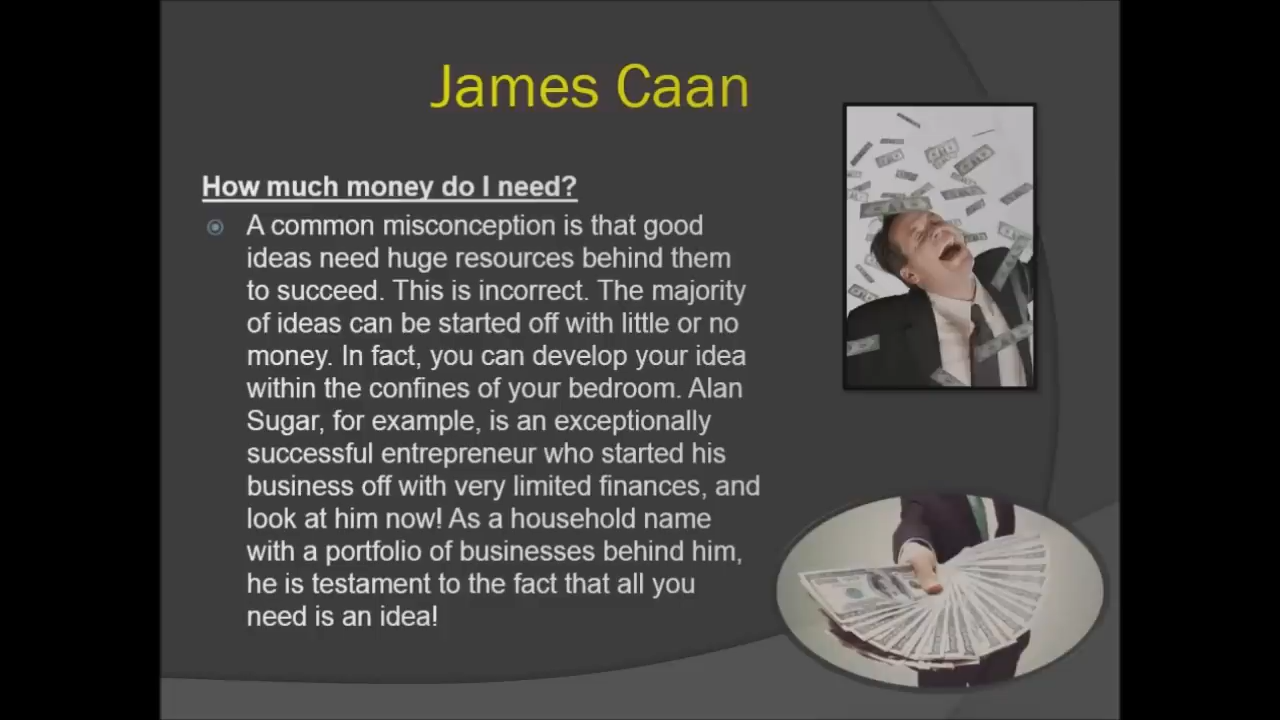 James Caan
How much money do I need?
A common misconception is that good
ideas need huge resources behind them
to succeed. This is incorrect. The majority
of ideas can be started off with little or no
money. In fact, you can develop your idea
within the confines of your bedroom. Alan
Sugar, for example, is an exceptionally
successful entrepreneur who started his
business off with very limited finances, and
look at him now! As a household name
with a portfolio of businesses behind him,
he is testament to the fact that all you
need is an idea!